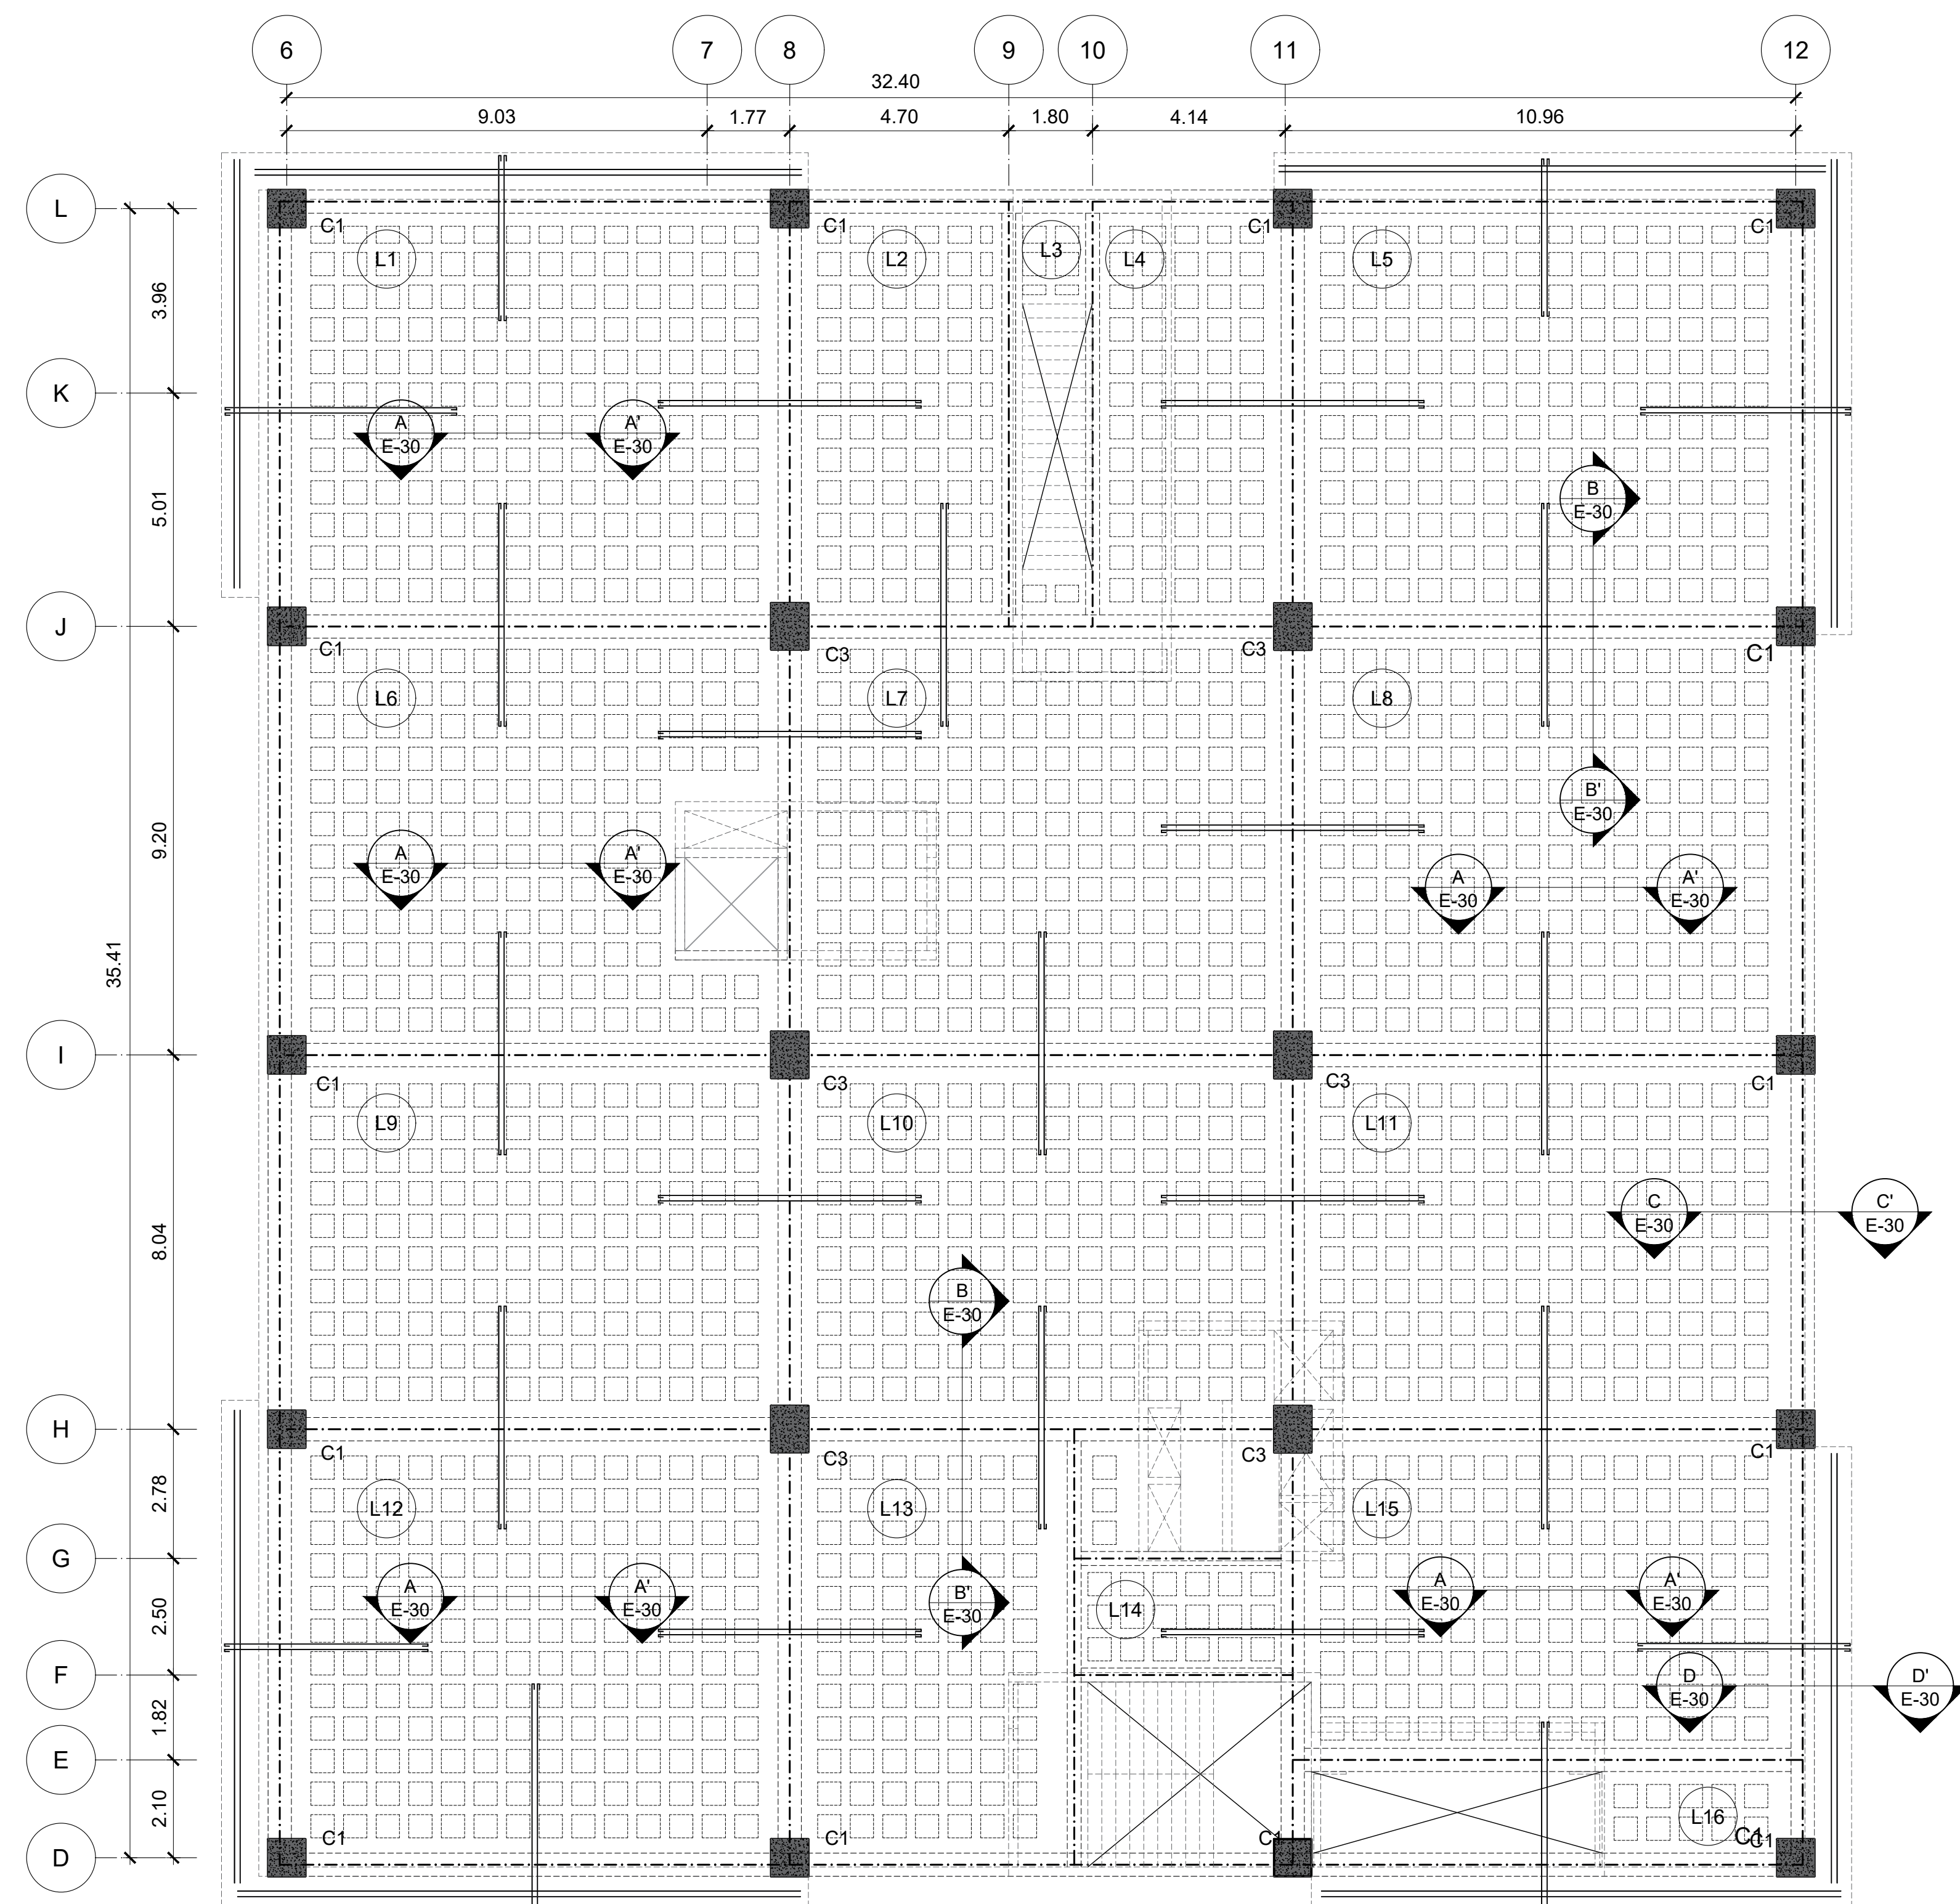 6 7 8 9 10 11 12
32.40
9.03 1.77 4.70 1.80 4.14 10.96
L
C1 C1 C1 C1
L1 L2 L3 L4 L5
3.96
K
A A'
E-30 E-30
B
E-30
5.01
J
C1 C3 C3 C1
L6 L7 L8
B'
E-30
9.20
A A' A A'
E-30 E-30 E-30 E-30
35.41
I
C1 C3 C3 C1
L9 L10 L11
C C'
E-30 E-30
8.04
B
E-30
H
C1 C3 C3 C1
2.78
L12 L13 L15
G
A A' B' A A'
E-30 E-30 E-30 E-30 E-30
L14
2.50
F
D D'
E-30 E-30
1.82
E
2.10
L16
C1 C1 C1 C1 C1
D